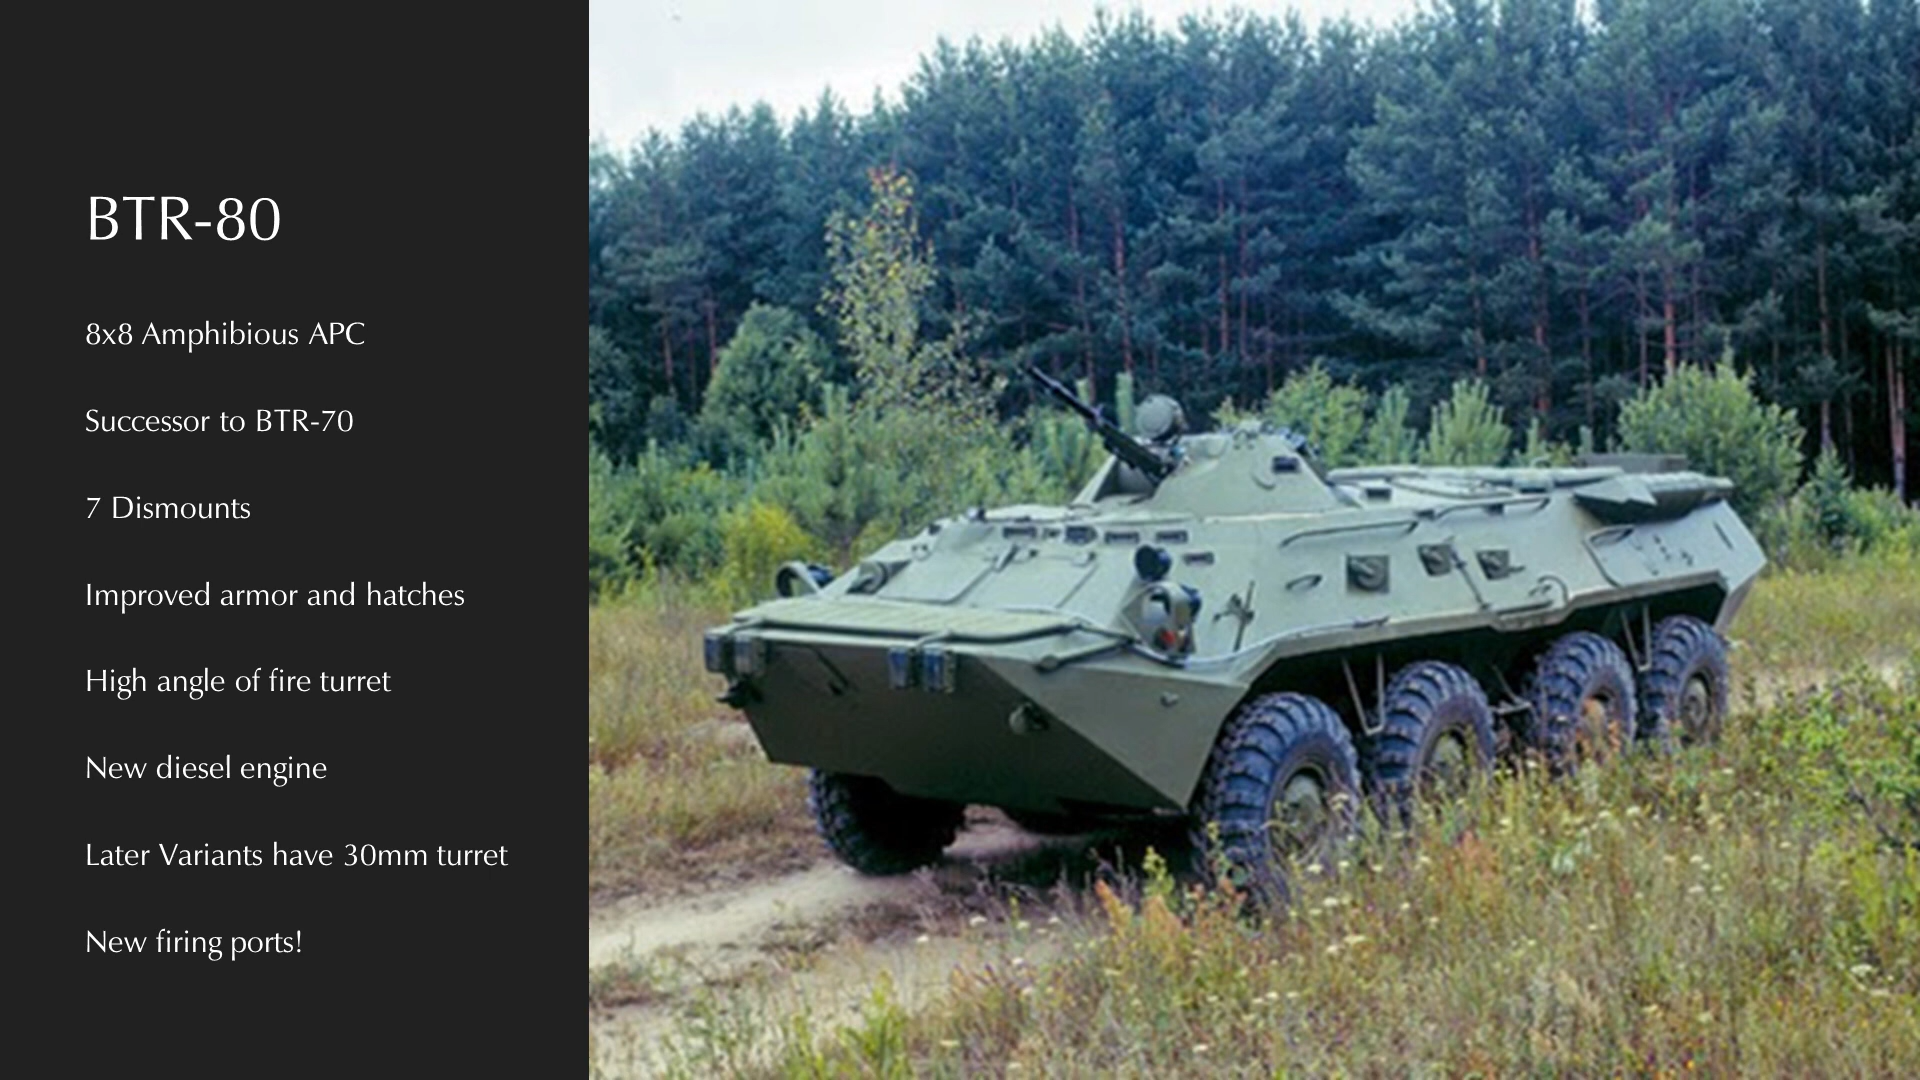 BTR-80
8x8 Amphibious APC
Successor to BTR-70
7 Dismounts
Improved armor and hatches
High angle of fire turret
New diesel engine
Later Variants have 30mm turret
New firing ports!